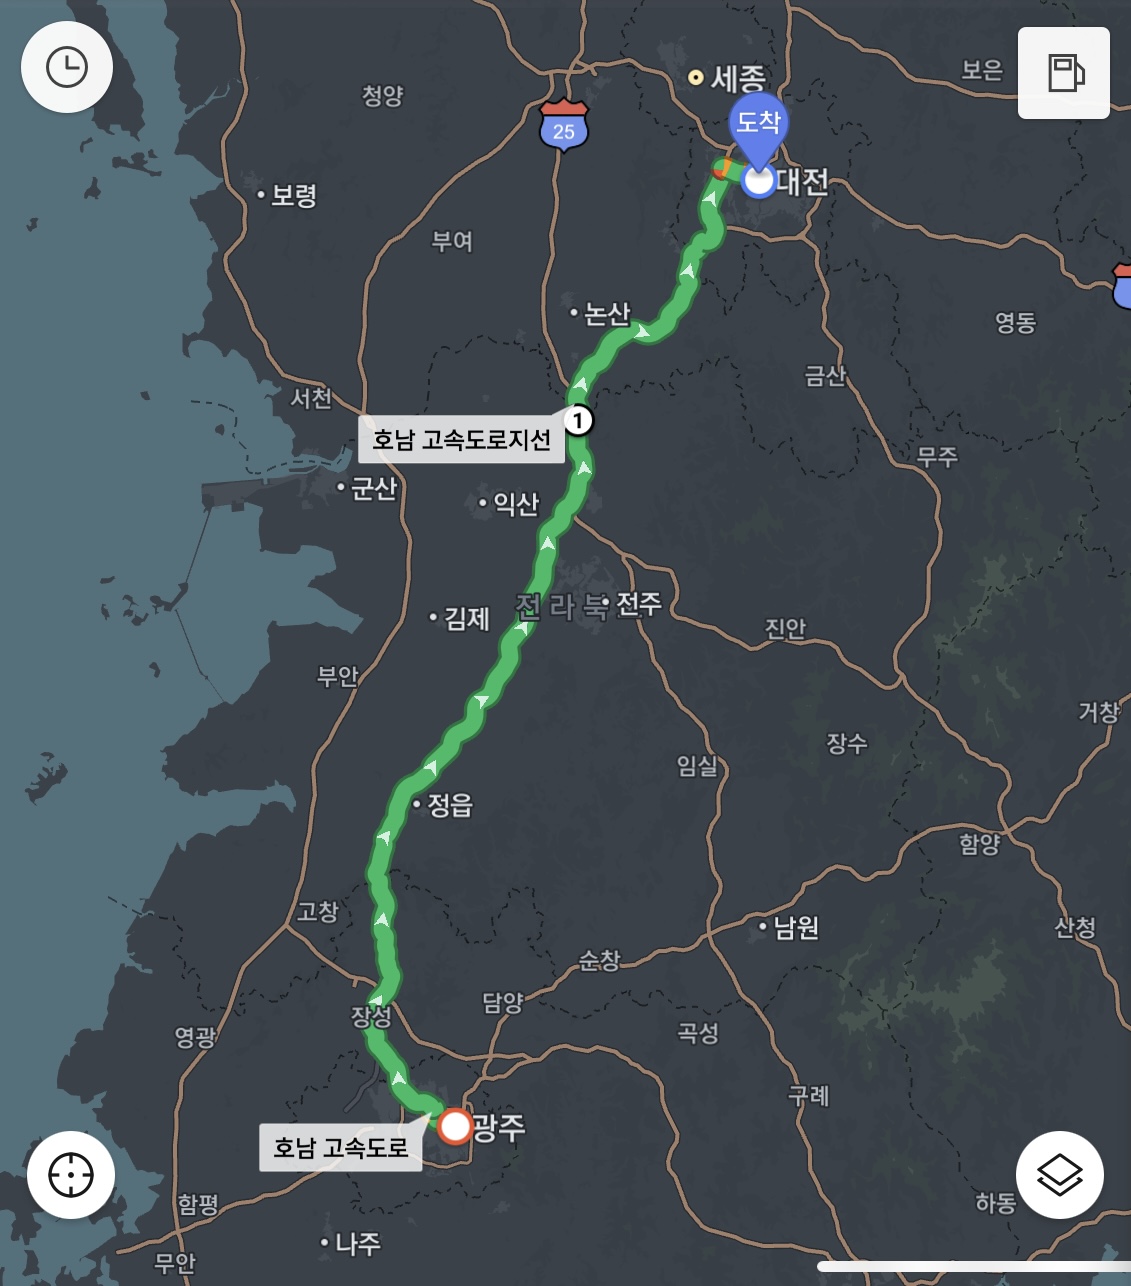 세종
보은
청양
25
도착
대전
보령
부여
논산
영동
금산
서천
1
호남 고속도로지선
무주
군산
익산
전라북
전주
김제
진안
부안
거창
장수
임실
정읍
함양
고창
남원
산청
순창
담양
장성
영광
곡성
구례
광주
호남 고속도로
함평
하동
나주
무안